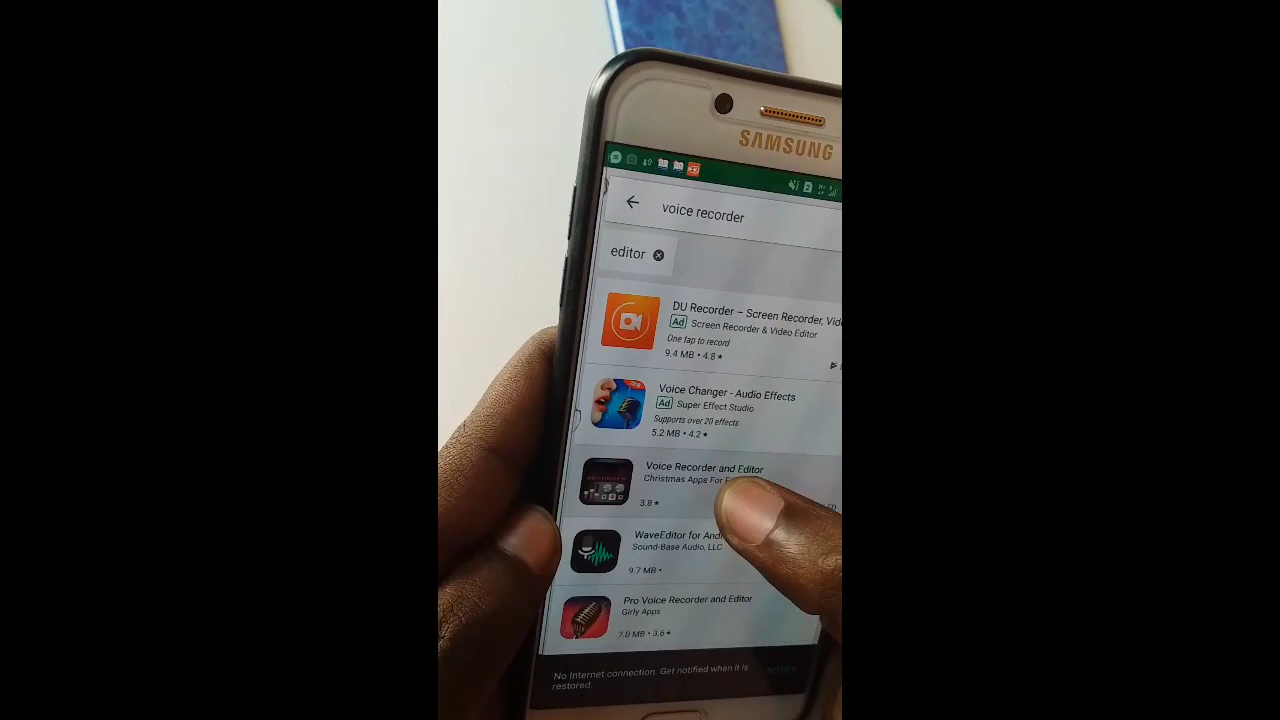 SAMSUNG
2
voice recorder
editor
DU Recorder – Screen Recorder, Vid
Ad Screen Recorder & Video Editor
One tap to record
9.4 MB • 4.8 ★
Voice Changer - Audio Effects
Ad Super Effect Studio
Supports over 20 effects
5.2 MB • 4.2 ★
RECORDER
Voice Recorder and Editor
Christmas Apps For
3.8 ★
WaveEditor for And
Sound-Base Audio, LLC
9.7 MB •
Pro Voice Recorder and Editor
Girly Apps
7.0 MB • 3.6 ★
No Internet connection. Get notified when it is
restored.
NOTIFY